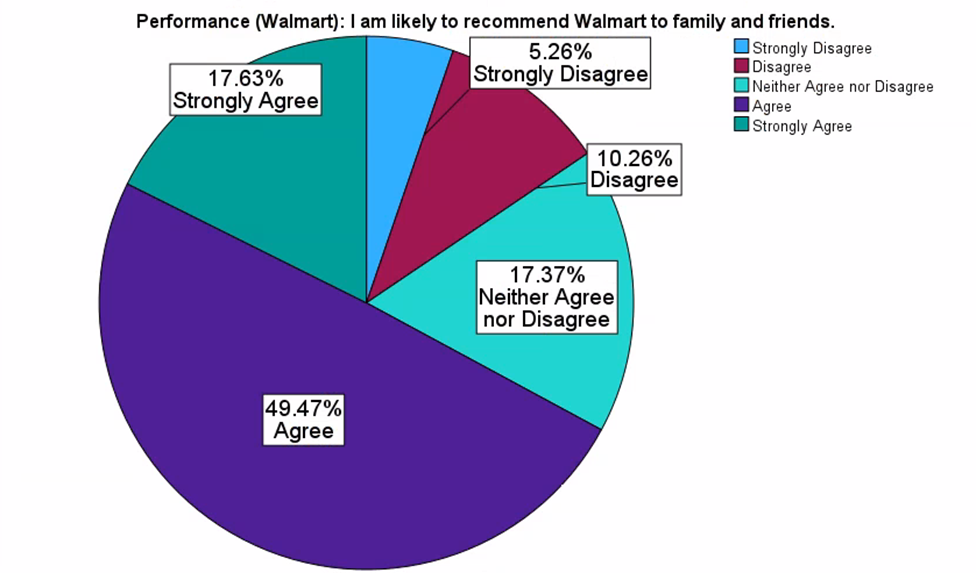 Performance (Walmart): I am likely to recommend Walmart to family and friends.
Strongly Disagree
Disagree
Neither Agree nor Disagree
Agree
Strongly Agree
5.26%
Strongly Disagree
17.63%
Strongly Agree
10.26%
Disagree
17.37%
Neither Agree
nor Disagree
49.47%
Agree